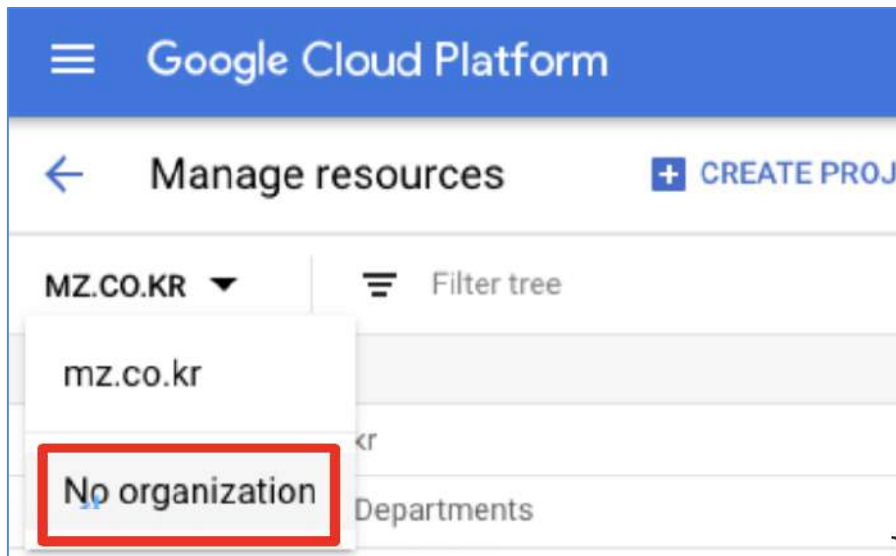 Google Cloud Platform
Manage resources
CREATE PROJ
MZ.CO.KR
Filter tree
mz.co.kr
kr
No organization
Departments